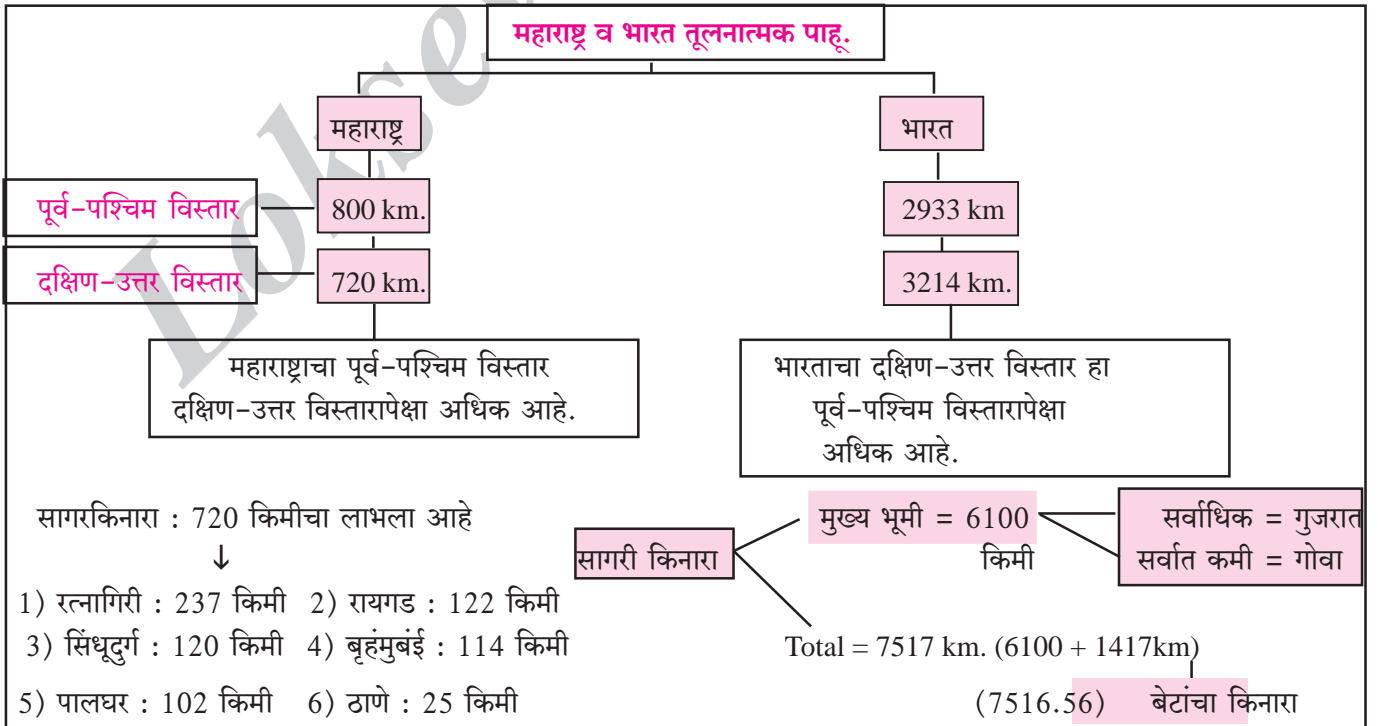 महाराष्ट्र व भारत तूलनात्मक पाहू.
महाराष्ट्र
भारत
पूर्व-पश्चिम विस्तार
800 km.
2933 km
दक्षिण-उत्तर विस्तार
720 km.
3214 km.
महाराष्ट्राचा पूर्व-पश्चिम विस्तार
दक्षिण-उत्तर विस्तारापेक्षा अधिक आहे.
भारताचा दक्षिण-उत्तर विस्तार हा
पूर्व-पश्चिम विस्तारापेक्षा
अधिक आहे.
सागरकिनारा : 720 किमीचा लाभला आहे
↓
1) रत्नागिरी : 237 किमी 2) रायगड : 122 किमी
3) सिंधूदुर्ग : 120 किमी 4) बृहंमुबंई : 114 किमी
5) पालघर : 102 किमी 6) ठाणे : 25 किमी
सागरी किनारा
मुख्य भूमी = 6100
किमी
सर्वाधिक = गुजरात
सर्वात कमी = गोवा
Total = 7517 km. (6100 + 1417km)
(7516.56) बेटांचा किनारा
Lokse